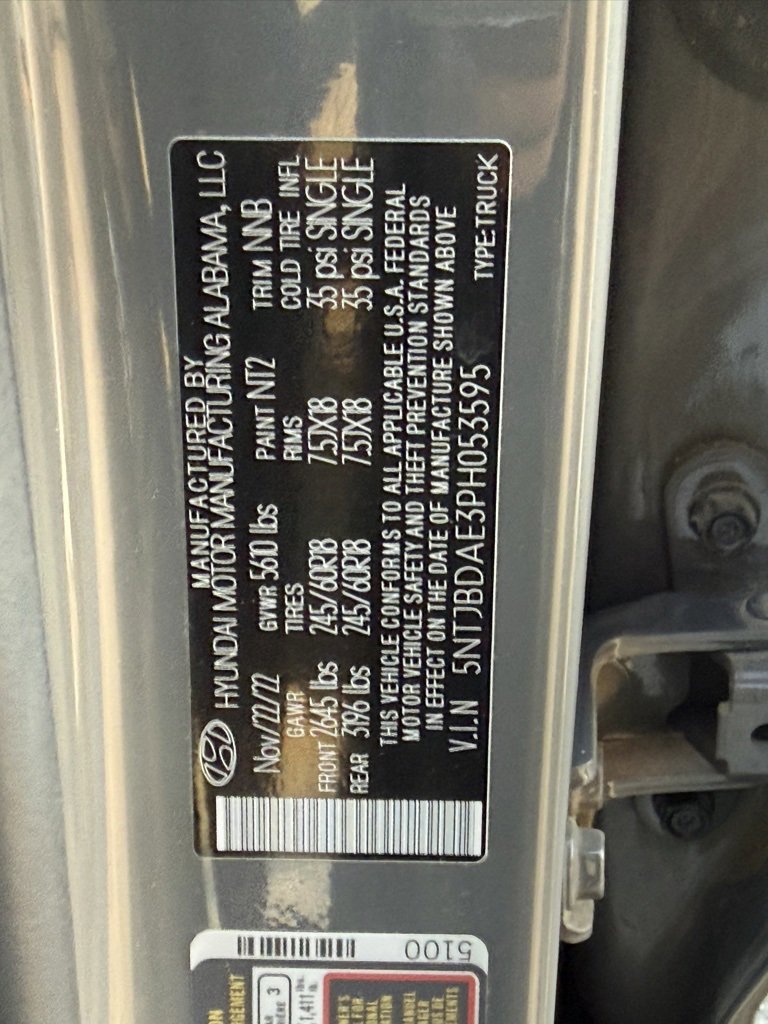 MANUFACTURED BY
HYUNDAI MOTOR MANUFACTURING ALABAMA, LLC
Nov/22/22 GVWR 5610 lbs PAINT NT2 TRIM NNB
GAWR TIRES RIMS COLD TIRE INFL
FRONT 2645 lbs 245/60R18 7.5JX18 35 psi SINGLE
REAR 3196 lbs 245/60R18 7.5JX18 35 psi SINGLE
THIS VEHICLE CONFORMS TO ALL APPLICABLE U.S.A. FEDERAL
MOTOR VEHICLE SAFETY AND THEFT PREVENTION STANDARDS
IN EFFECT ON THE DATE OF MANUFACTURE SHOWN ABOVE
V.I.N 5NTJBDAE3PH053595 TYPE:TRUCK
5100
3
1,411